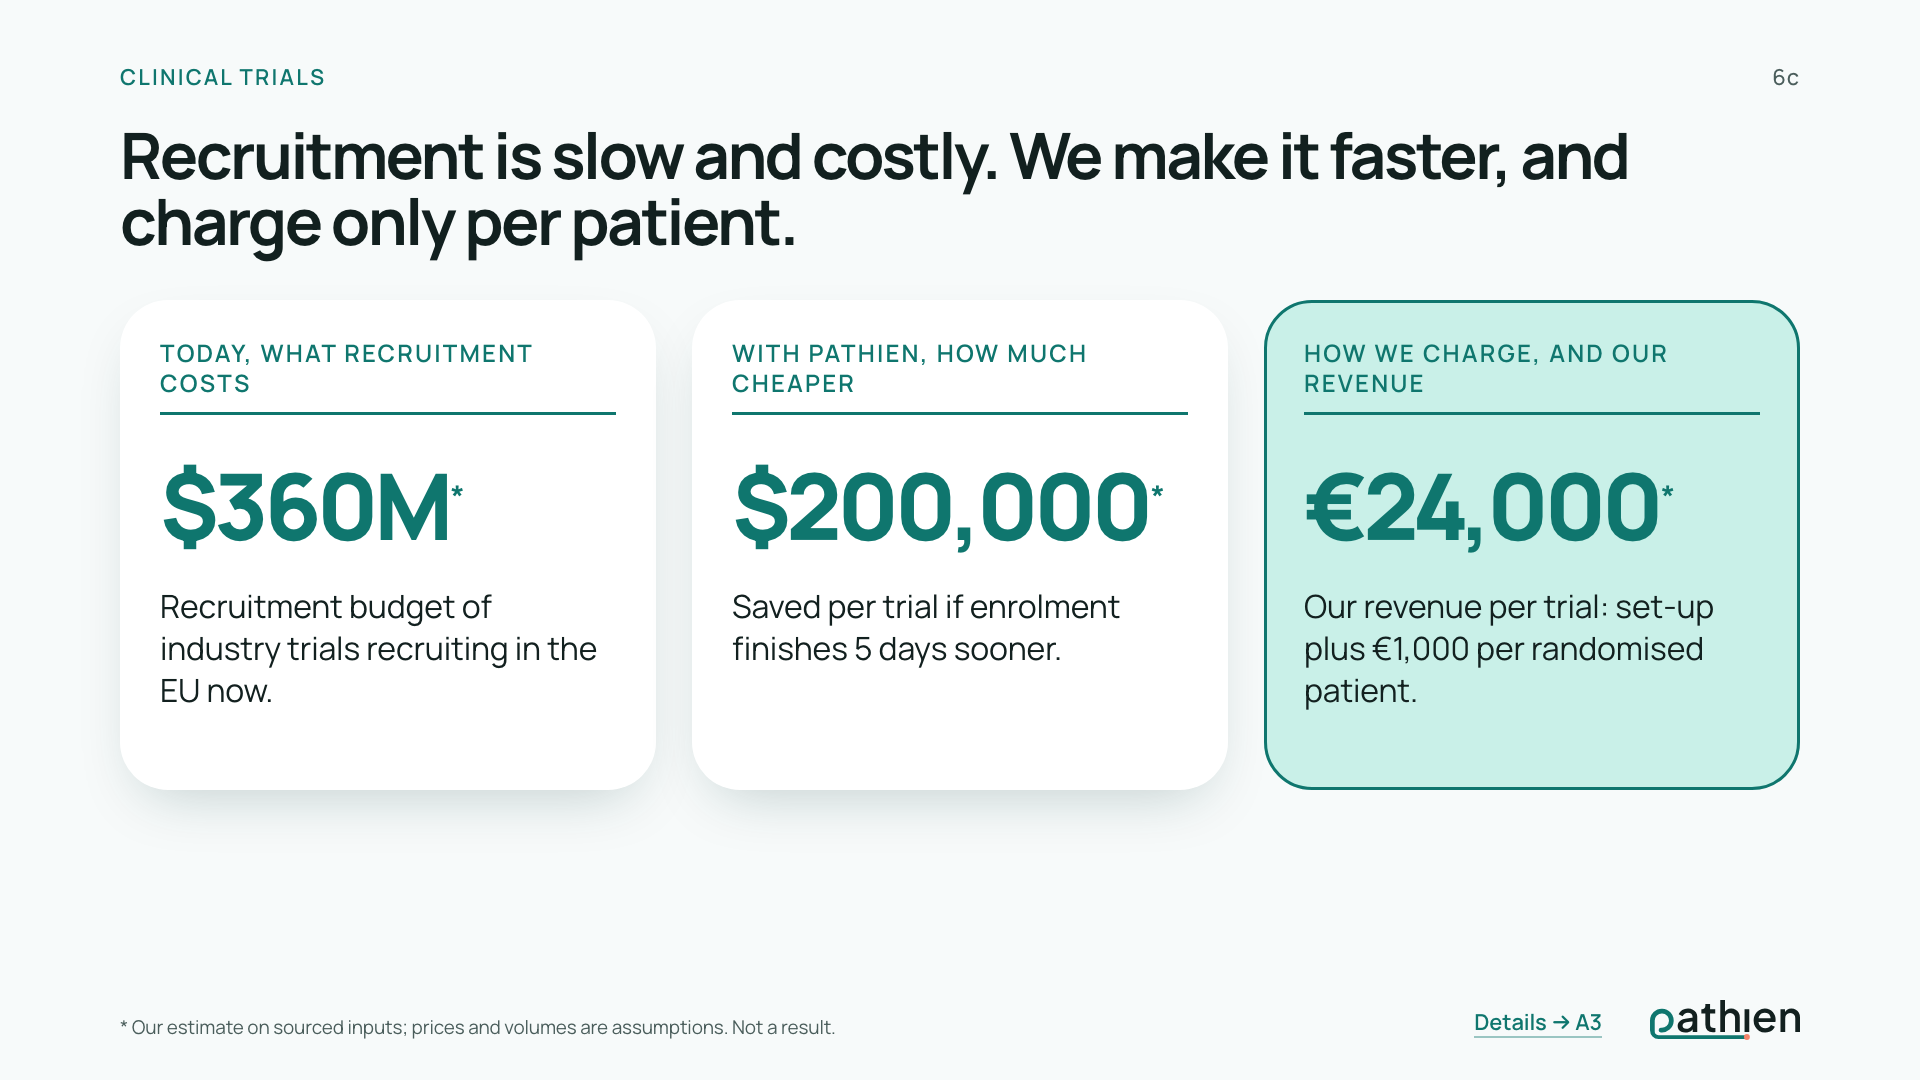 CLINICAL TRIALS
6c
Recruitment is slow and costly. We make it faster, and
charge only per patient.
TODAY, WHAT RECRUITMENT
COSTS
$360M*
Recruitment budget of
industry trials recruiting in the
EU now.
WITH PATHIEN, HOW MUCH
CHEAPER
$200,000*
Saved per trial if enrolment
finishes 5 days sooner.
HOW WE CHARGE, AND OUR
REVENUE
€24,000*
Our revenue per trial: set-up
plus €1,000 per randomised
patient.
* Our estimate on sourced inputs; prices and volumes are assumptions. Not a result.
Details → A3
pathien